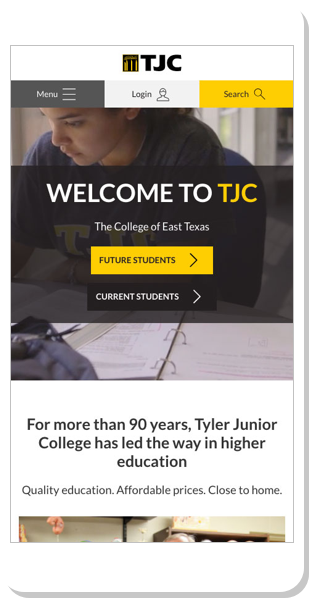 TJC
Menu
Login
Search
WELCOME TO TJC
The College of East Texas
FUTURE STUDENTS
CURRENT STUDENTS
For more than 90 years, Tyler Junior
College has led the way in higher
education
Quality education. Affordable prices. Close to home.